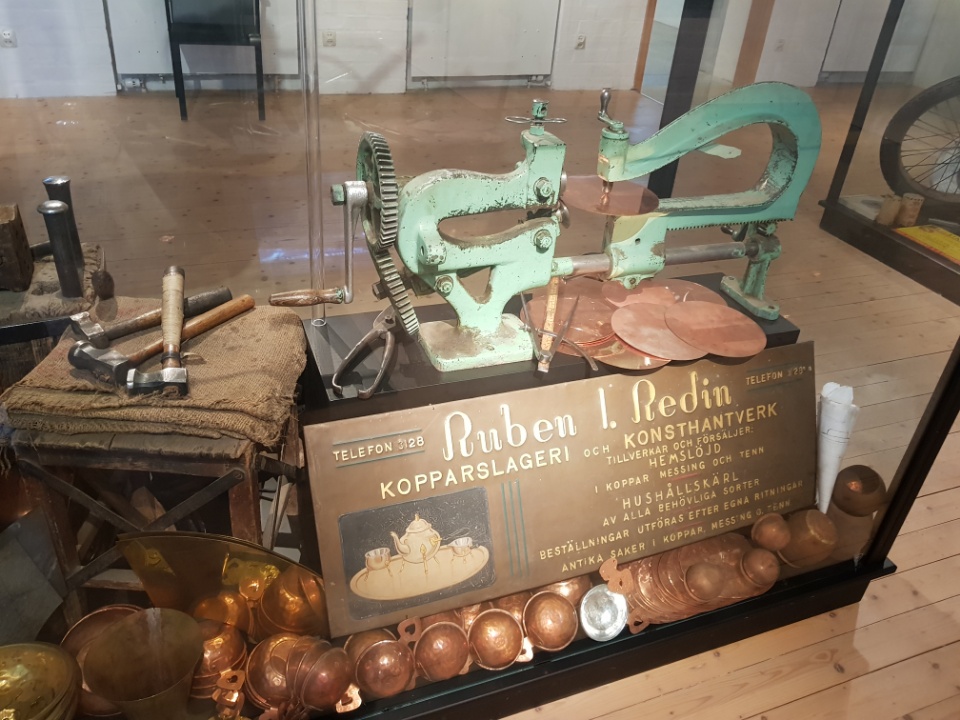 Ruben I. Redin
TELEFON 3128
TELEFON
KOPPARSLAGERI OCH KONSTHANTVERK
TILLVERKAR OCH FÖRSÄLJER:
HEMSLÖJD
I KOPPAR MESSING OCH TENN
HUSHÅLLSKÄRL
AV ALLA BEHÖVLIGA SORTER
BESTÄLLNINGAR UTFÖRAS EFTER EGNA RITNINGAR
ANTIKA SAKER I KOPPAR, MESSING O. TENN